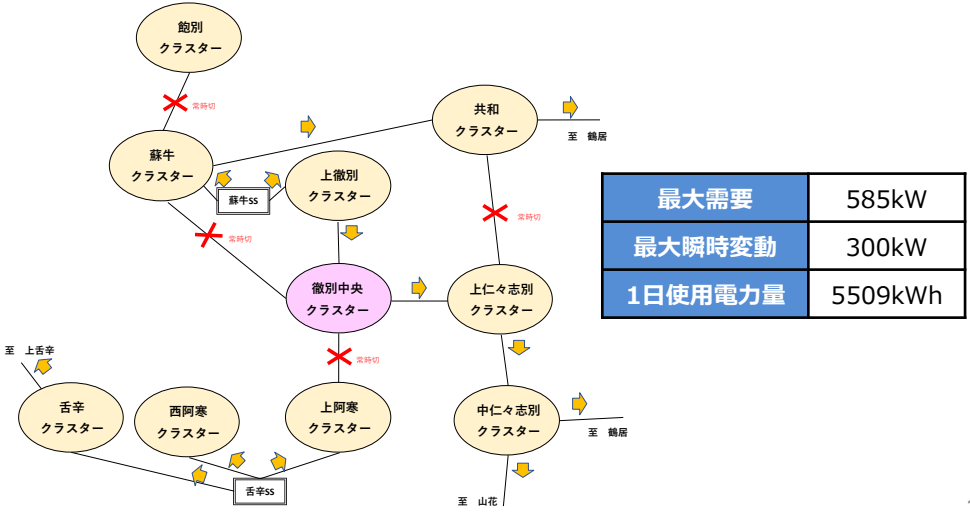 飽別
クラスター
常時切
共和
クラスター
至 鶴居
蘇牛
クラスター
上徹別
クラスター
蘇牛SS
常時切
常時切
最大需要 585kW
最大瞬時変動 300kW
1日使用電力量 5509kWh
徹別中央
クラスター
上仁々志別
クラスター
至 上舌辛
常時切
舌辛
クラスター
西阿寒
クラスター
上阿寒
クラスター
中仁々志別
クラスター
至 鶴居
舌辛SS
至 山花